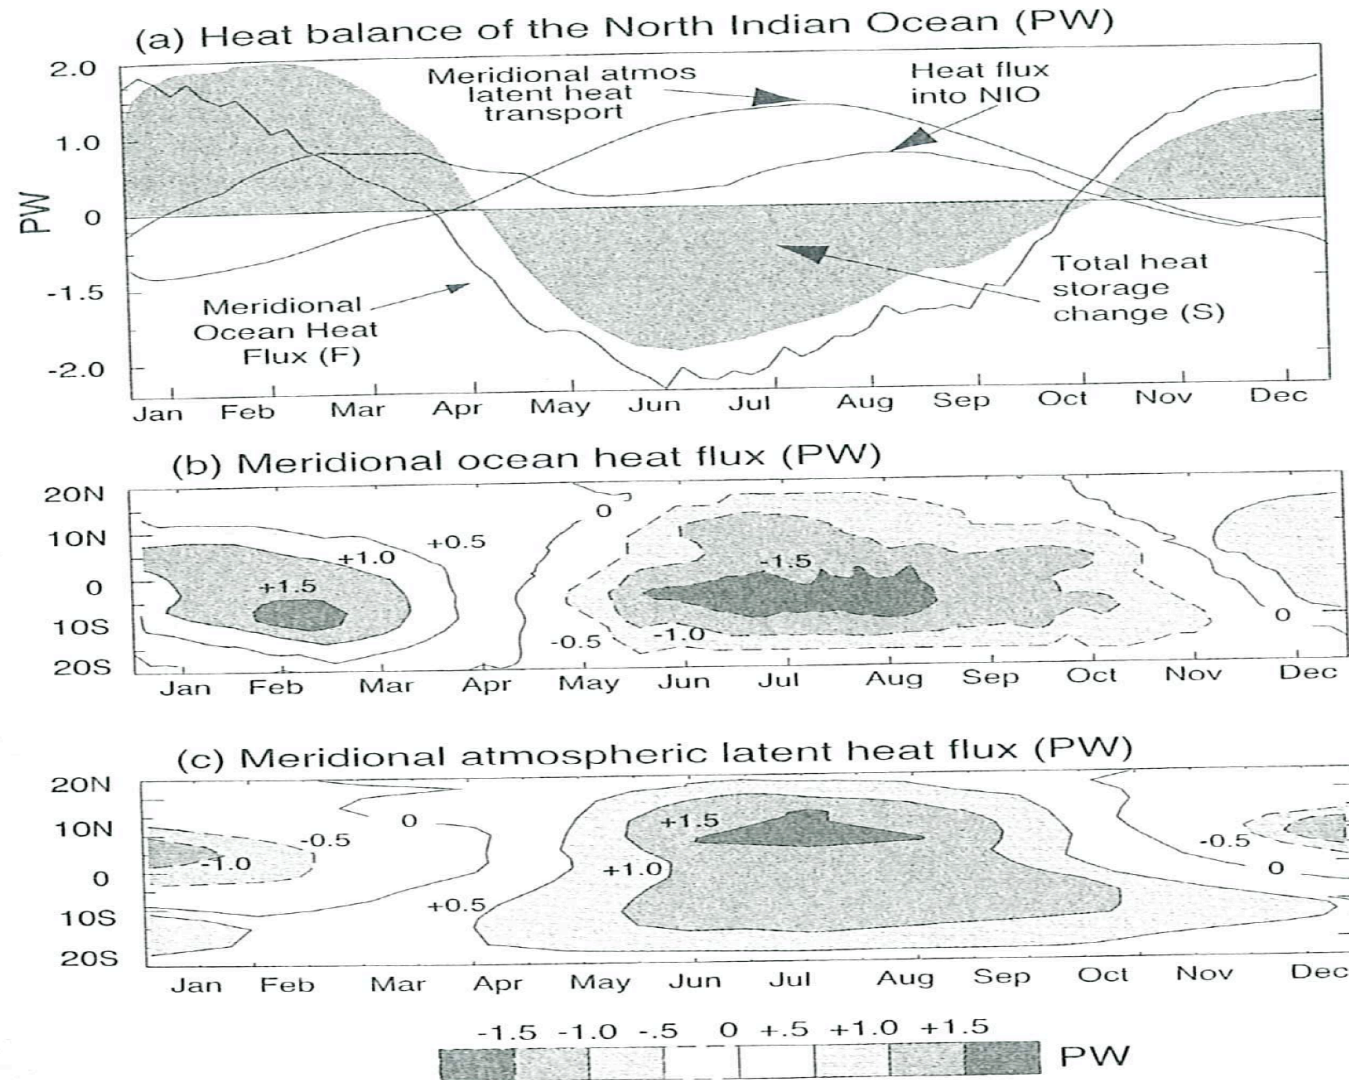 (a) Heat balance of the North Indian Ocean (PW)
2.0
1.0
0
-1.5
-2.0
PW
Meridional atmos
latent heat
transport
Heat flux
into NIO
Meridional
Ocean Heat
Flux (F)
Total heat
storage
change (S)
Jan Feb Mar Apr May Jun Jul Aug Sep Oct Nov Dec
(b) Meridional ocean heat flux (PW)
20N
10N
0
10S
20S
+1.5
+1.0
+0.5
0
-0.5
-1.0
-1.5
0
Jan Feb Mar Apr May Jun Jul Aug Sep Oct Nov Dec
(c) Meridional atmospheric latent heat flux (PW)
20N
10N
0
10S
20S
-1.0
-0.5
0
+0.5
+1.0
+1.5
-0.5
0
Jan Feb Mar Apr May Jun Jul Aug Sep Oct Nov Dec
-1.5 -1.0 -.5 0 +.5 +1.0 +1.5
PW